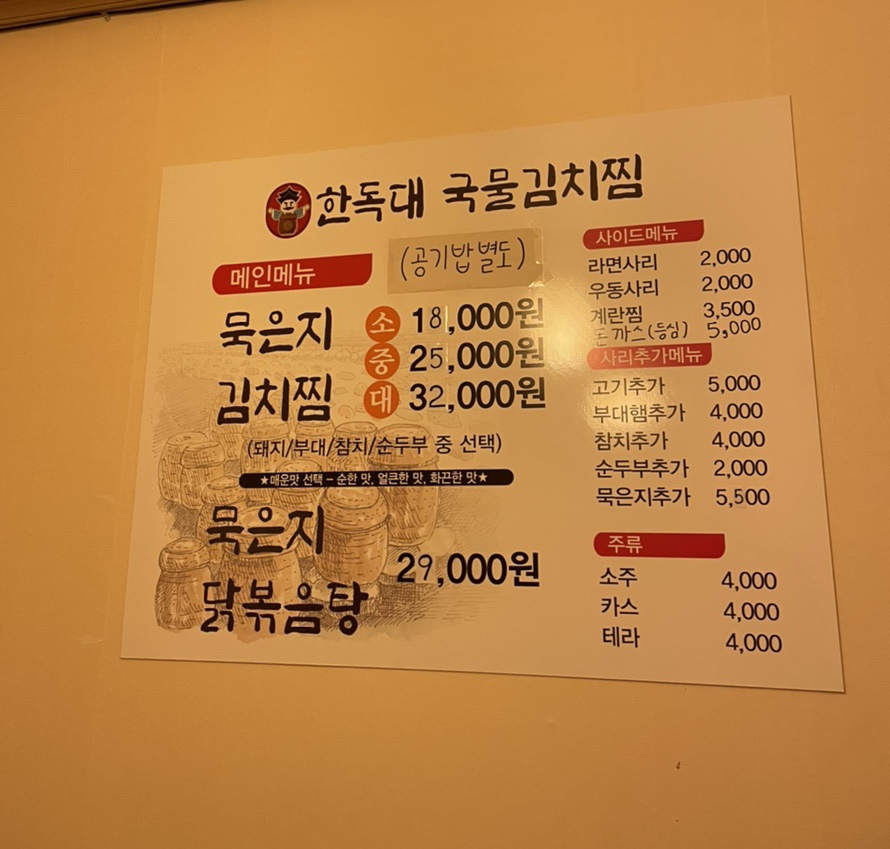 한독대 국물김치찜
메인메뉴
(공기밥 별도)
묵은지
김치찜
소 18,000원
중 25,000원
대 32,000원
(돼지/부대/참치/순두부 중 선택)
★매운맛 선택 – 순한 맛, 얼큰한 맛, 화끈한 맛★
묵은지
닭볶음탕
29,000원
사이드메뉴
라면사리 2,000
우동사리 2,000
계란찜 3,500
돈까스(등심) 5,000
사리추가메뉴
고기추가 5,000
부대햄추가 4,000
참치추가 4,000
순두부추가 2,000
묵은지추가 5,500
주류
소주 4,000
카스 4,000
테라 4,000